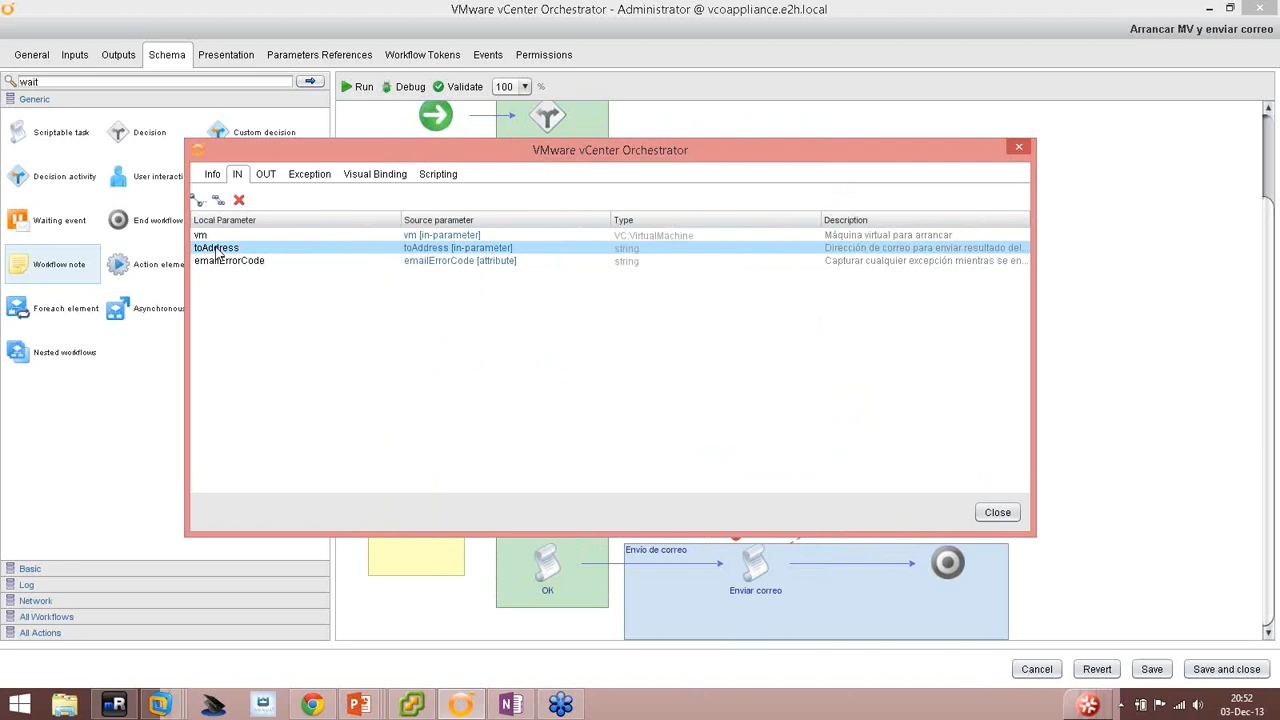 VMware vCenter Orchestrator - Administrator @ vcoappliance.e2h.local
Arrancar MV y enviar correo
General Inputs Outputs Schema Presentation Parameters References Workflow Tokens Events Permissions
wait
Run Debug Validate 100 %
Generic
Scriptable task Decision Custom decision
Decision activity User interacti
Waiting event End workflow
Workflow note Action eleme
Foreach element Asynchronous
Nested workflows
Basic
Log
Network
All Workflows
All Actions
VMware vCenter Orchestrator
Info IN OUT Exception Visual Binding Scripting
Local Parameter Source parameter Type Description
vm vm [in-parameter] VC:VirtualMachine Máquina virtual para arrancar
toAddress toAddress [in-parameter] string Dirección de correo para enviar resultado del...
emailErrorCode emailErrorCode [attribute] string Capturar cualquier excepción mientras se en...
Close
Envío de correo
OK Enviar correo
Cancel Revert Save Save and close
20:52
03-Dec-13